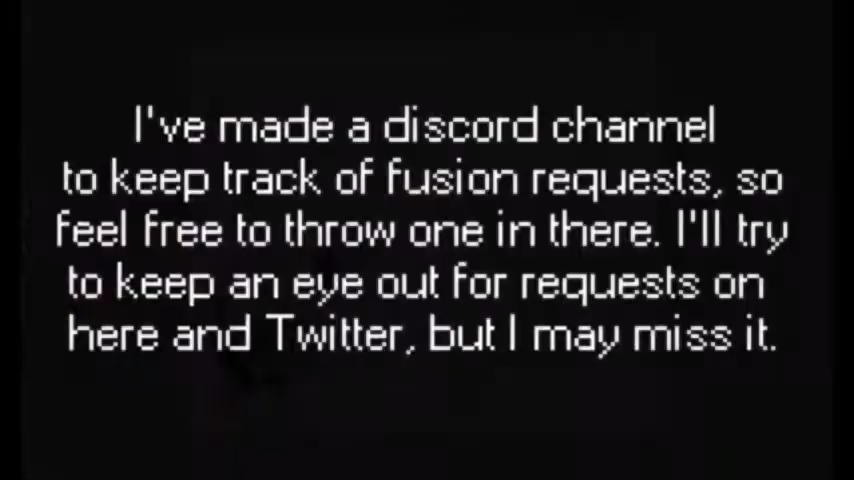 I've made a discord channel
to keep track of fusion requests, so
feel free to throw one in there. I'll try
to keep an eye out for requests on
here and Twitter, but I may miss it.